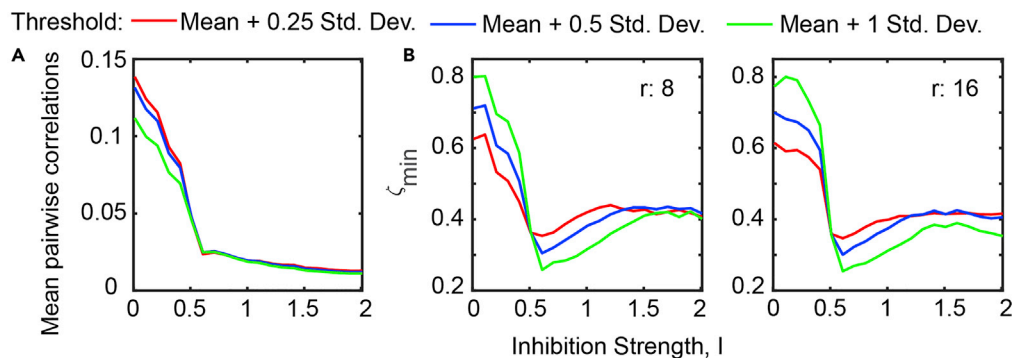 Threshold: Mean + 0.25 Std. Dev. Mean + 0.5 Std. Dev. Mean + 1 Std. Dev.
A
Mean pairwise correlations
0.15
0.1
0.05
0
0 0.5 1 1.5 2
B
ζmin
0.8
0.6
0.4
0.2
r: 8
0 0.5 1 1.5 2
0.8
0.6
0.4
0.2
r: 16
0 0.5 1 1.5 2
Inhibition Strength, I